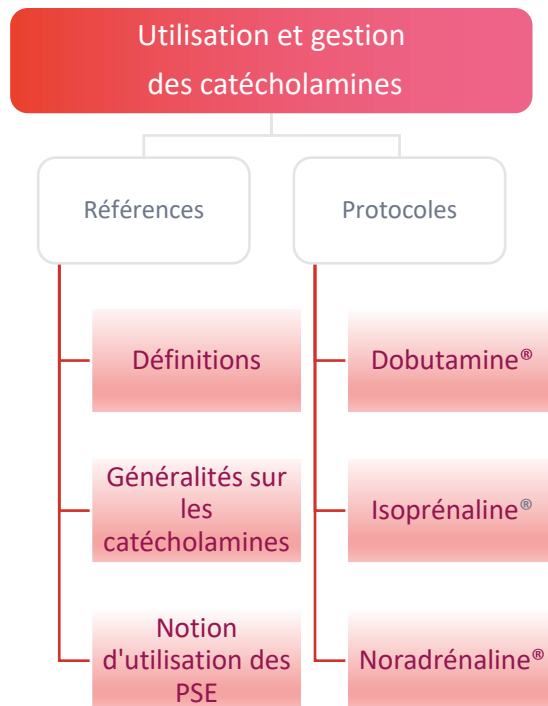 Utilisation et gestion
des catécholamines
Références
Protocoles
Définitions
Dobutamine®
Généralités sur
les
catécholamines
Isoprénaline®
Notion
d'utilisation des
PSE
Noradrénaline®